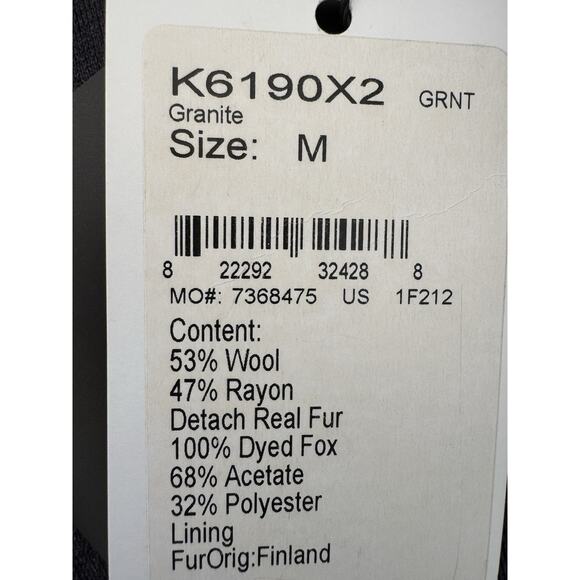 K6190X2 GRNT
Granite
Size: M
8 22292 32428 8
MO#: 7368475 US 1F212
Content:
53% Wool
47% Rayon
Detach Real Fur
100% Dyed Fox
68% Acetate
32% Polyester
Lining
FurOrig:Finland